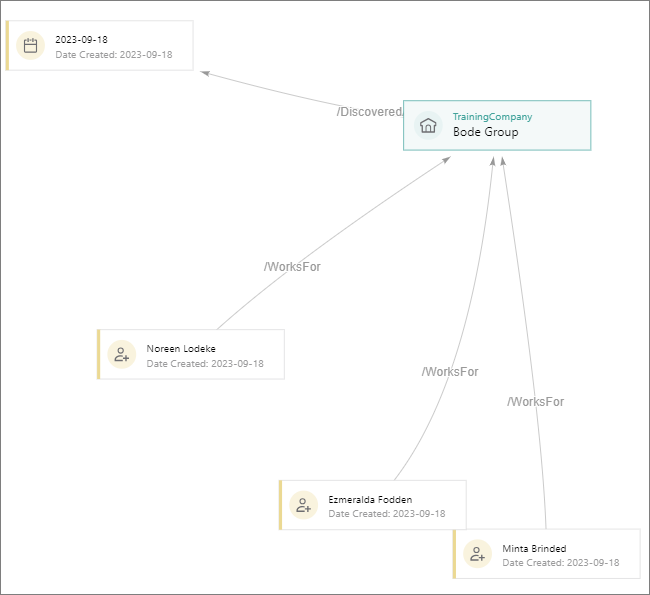 2023-09-18
Date Created: 2023-09-18
/Discovered
TrainingCompany
Bode Group
/WorksFor
Noreen Lodeke
Date Created: 2023-09-18
/WorksFor
/WorksFor
Ezmeralda Fodden
Date Created: 2023-09-18
Minta Brinded
Date Created: 2023-09-18